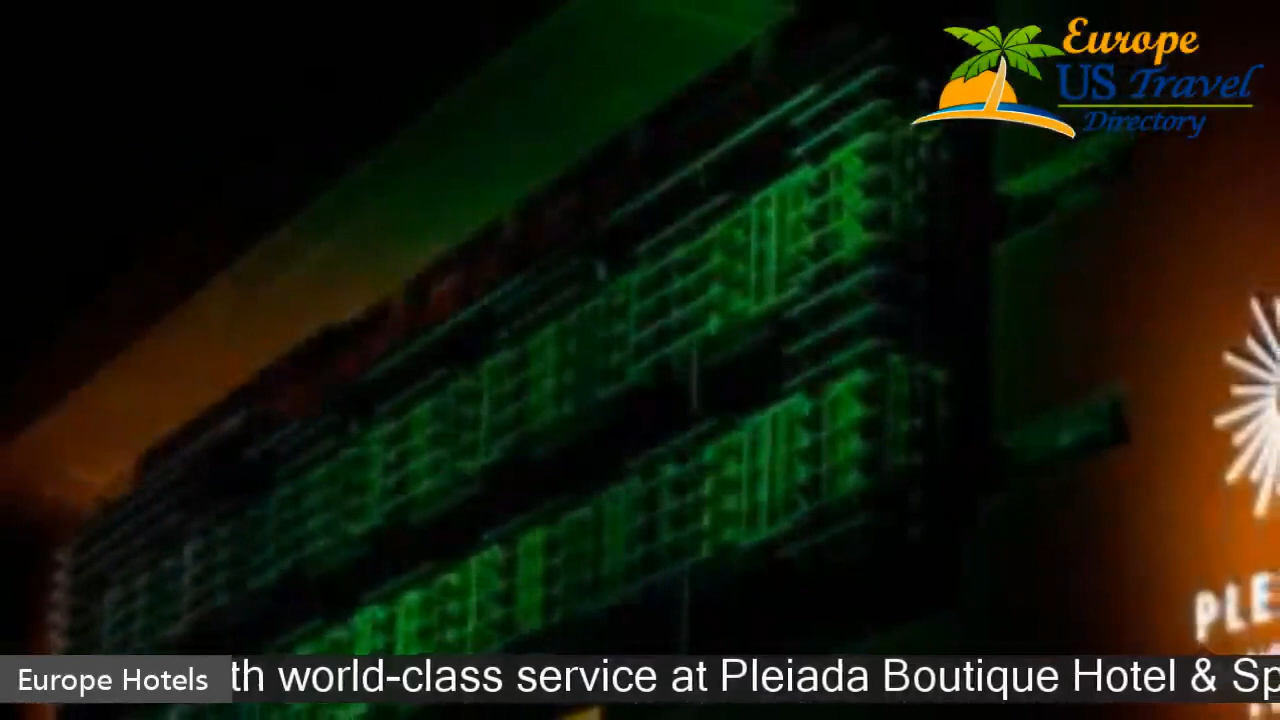 Europe
US Travel
Directory
PLE
Europe Hotels
th world-class service at Pleiada Boutique Hotel & Sp